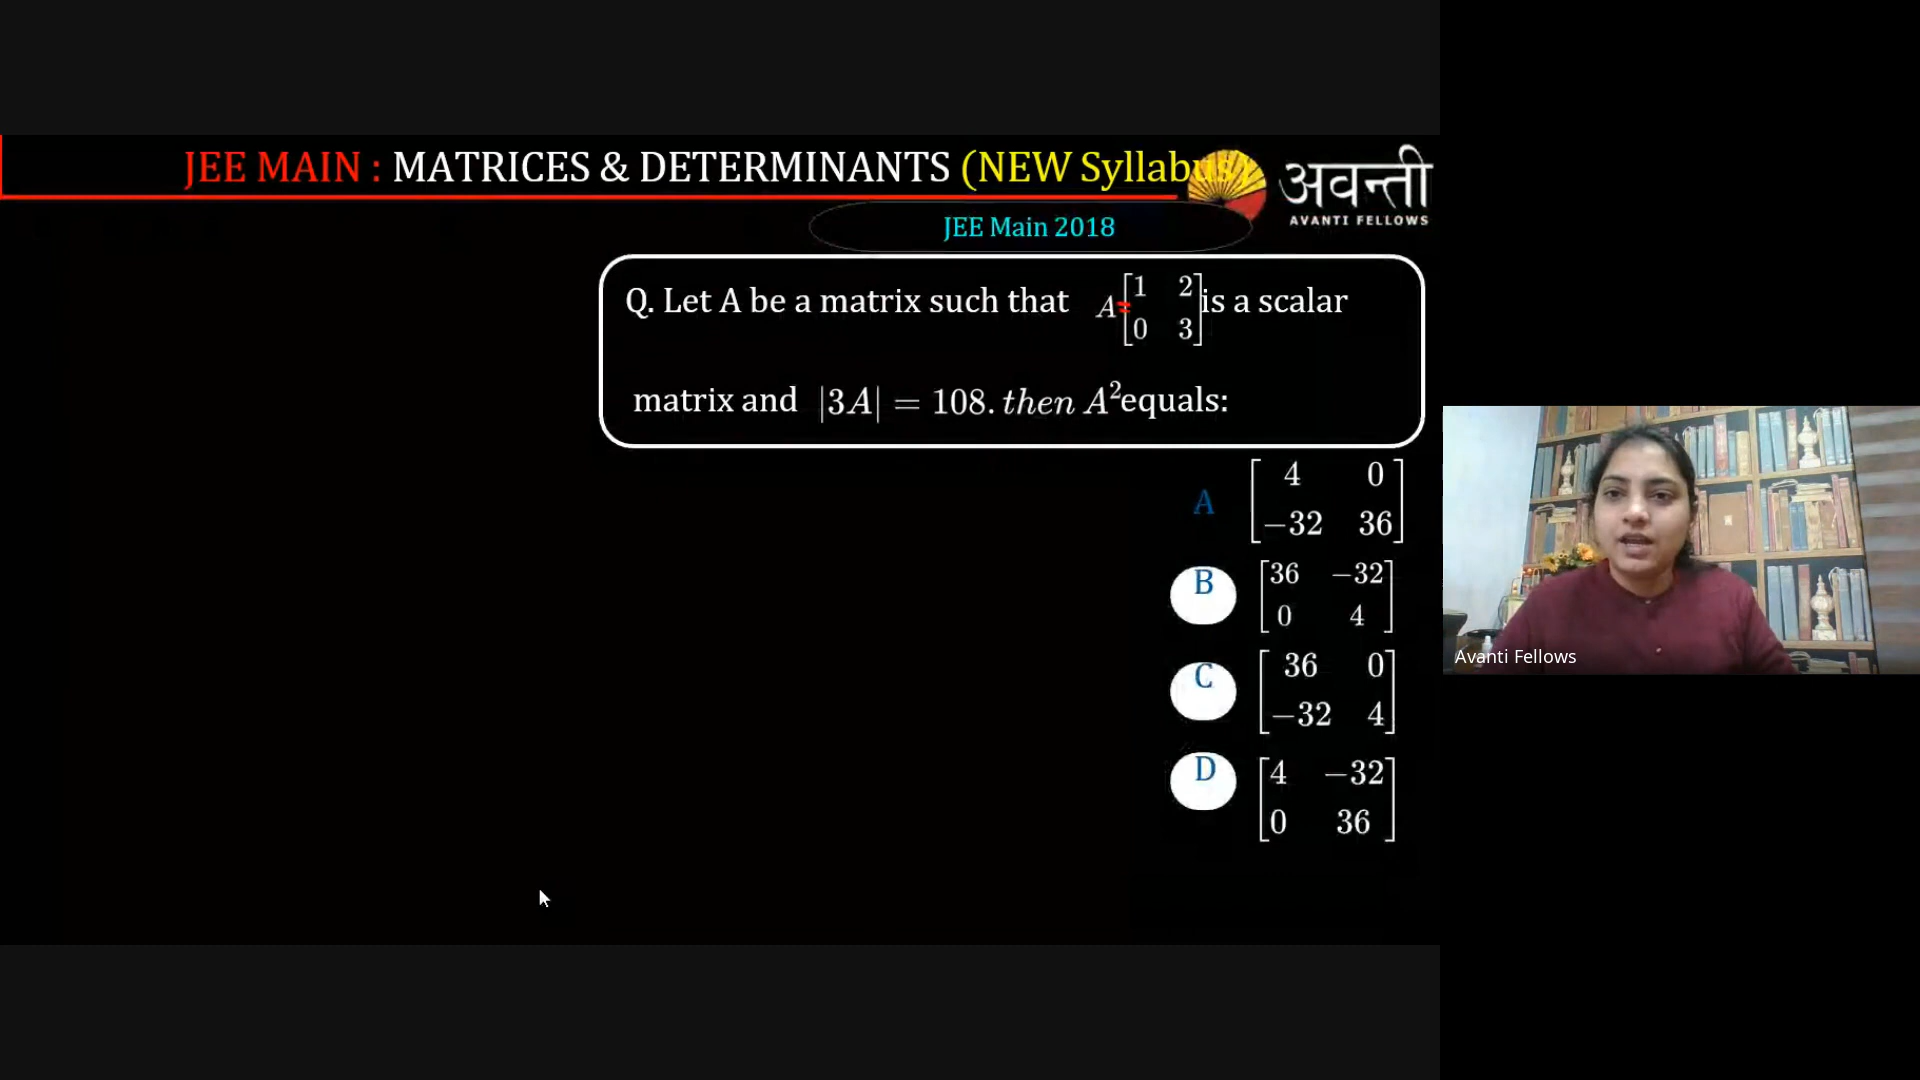 JEE MAIN : MATRICES & DETERMINANTS (NEW Syllabus)
अवन्ती
AVANTI FELLOWS
JEE Main 2018
Q. Let A be a matrix such that A=[1 2
0 3] is a scalar
matrix and |3A| = 108. then A²equals:
A [4 0
−32 36]
B [36 −32
0 4]
C [36 0
−32 4]
D [4 −32
0 36]
Avanti Fellows